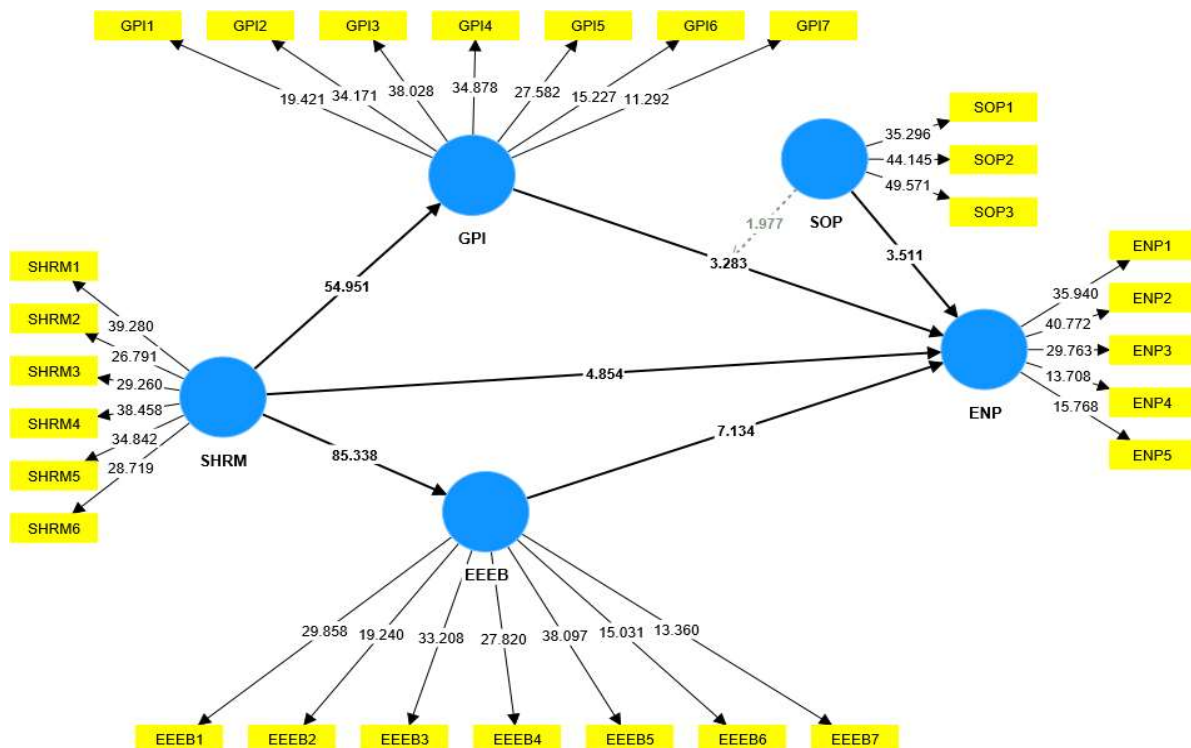 GPI1 GPI2 GPI3 GPI4 GPI5 GPI6 GPI7
19.421 34.171 38.028 34.878 27.582 15.227 11.292
GPI
SOP1
SOP2
SOP3
35.296
44.145
49.571
SOP
1.977
3.283
3.511
54.951
SHRM1
SHRM2
SHRM3
SHRM4
SHRM5
SHRM6
39.280
26.791
29.260
38.458
34.842
28.719
SHRM
4.854
85.338
7.134
ENP1
ENP2
ENP3
ENP4
ENP5
35.940
40.772
29.763
13.708
15.768
ENP
EEEB
29.858 19.240 33.208 27.820 38.097 15.031 13.360
EEEB1 EEEB2 EEEB3 EEEB4 EEEB5 EEEB6 EEEB7